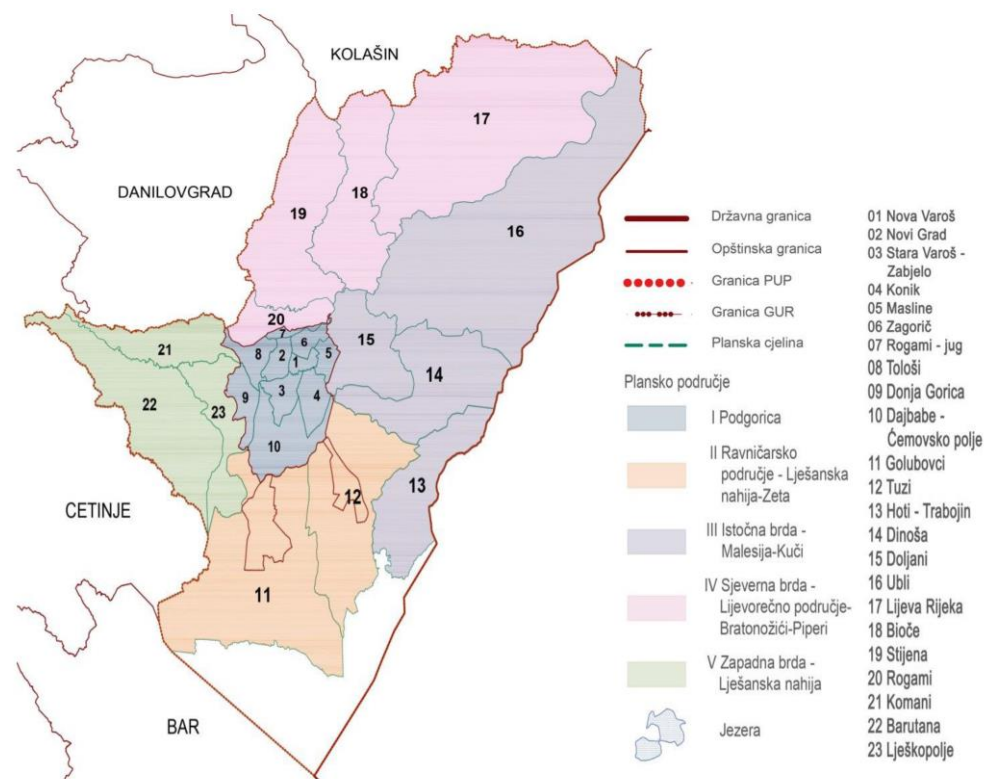 KOLAŠIN
17
DANILOVGRAD
18
19
16
20
7
6
8
2
5
1
15
21
14
3
4
9
22
23
10
13
12
CETINJE
11
BAR
Državna granica
Opštinska granica
Granica PUP
Granica GUR
Planska cjelina
Plansko područje
I Podgorica
II Ravničarsko
područje - Lješanska
nahija-Zeta
III Istočna brda -
Malesija-Kuči
IV Sjeverna brda -
Lijevorečno područje-
Bratonožići-Piperi
V Zapadna brda -
Lješanska nahija
Jezera
01 Nova Varoš
02 Novi Grad
03 Stara Varoš -
Zabjelo
04 Konik
05 Masline
06 Zagorič
07 Rogami - jug
08 Tološi
09 Donja Gorica
10 Dajbabe -
Ćemovsko polje
11 Golubovci
12 Tuzi
13 Hoti - Trabojin
14 Dinoša
15 Doljani
16 Ubli
17 Lijeva Rijeka
18 Bioče
19 Stijena
20 Rogami
21 Komani
22 Barutana
23 Lješkopolje